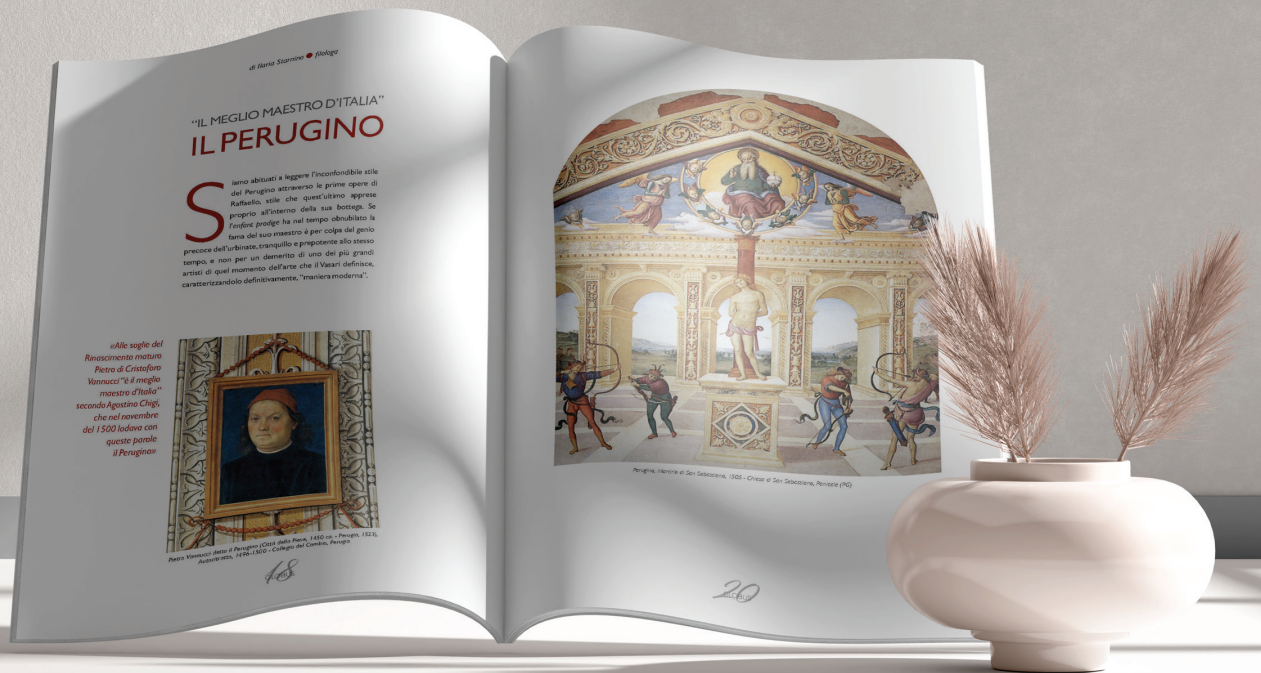 di Ilaria Starnino ● filologa
“IL MEGLIO MAESTRO D’ITALIA”
IL PERUGINO
Siamo abituati a leggere l’inconfondibile stile
del Perugino attraverso le prime opere di
Raffaello, stile che quest’ultimo apprese
proprio all’interno della sua bottega. Se
l’enfant prodige ha nel tempo obnubilato la
fama del suo maestro è per colpa del genio
precoce dell’urbinate, tranquillo e prepotente allo stesso
tempo, e non per un demerito di uno dei più grandi
artisti di quel momento dell’arte che il Vasari definisce,
caratterizzandolo definitivamente, “maniera moderna”.
«Alle soglie del
Rinascimento maturo
Pietro di Cristoforo
Vannucci “è il meglio
maestro d’Italia”
secondo Agostino Chigi,
che nel novembre
del 1500 lodava con
queste parole
il Perugino»
Pietro Vannucci detto il Perugino (Città della Pieve, 1450 ca. - Perugia, 1523),
Autoritratto, 1496-1500 - Collegio del Cambio, Perugia
18
GLOBUS
Perugino, Martirio di San Sebastiano, 1505 - Chiesa di San Sebastiano, Panicale (PG)
20
GLOBUS